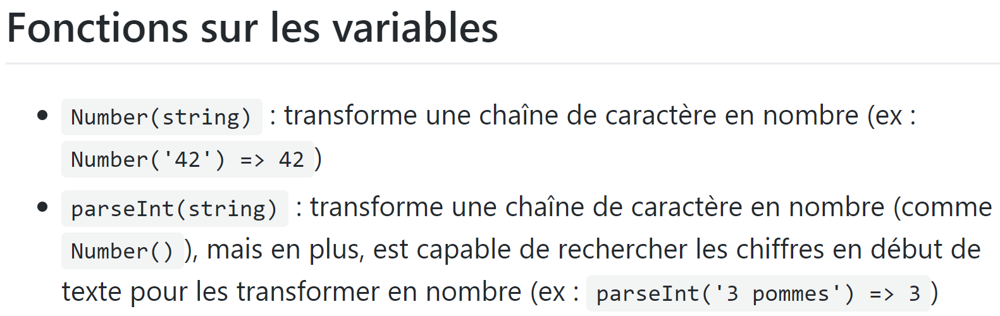 Fonctions sur les variables
• Number(string) : transforme une chaîne de caractère en nombre (ex :
Number('42') => 42 )
• parseInt(string) : transforme une chaîne de caractère en nombre (comme
Number() ), mais en plus, est capable de rechercher les chiffres en début de
texte pour les transformer en nombre (ex : parseInt('3 pommes') => 3 )